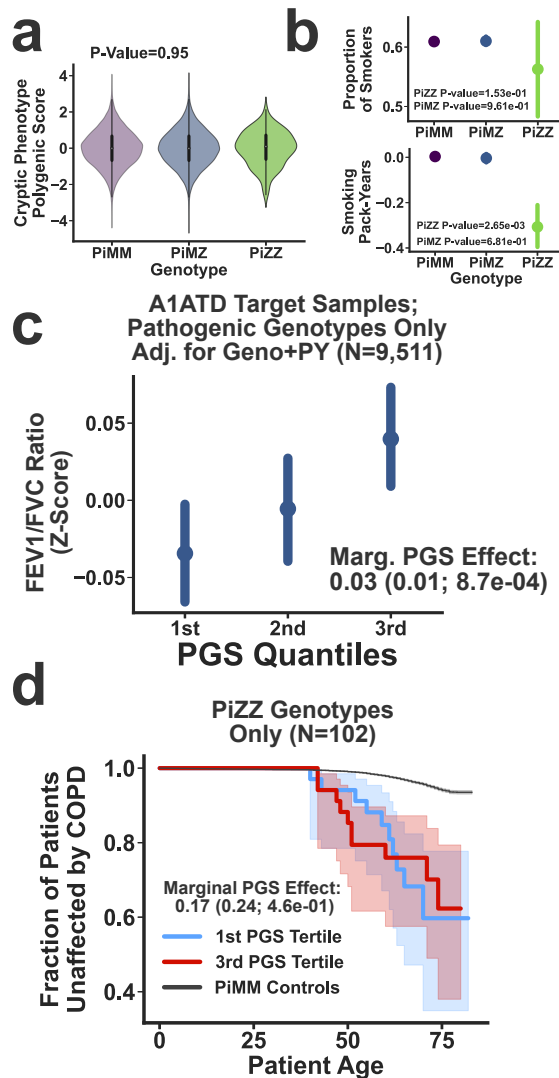 a
P-Value=0.95
Cryptic Phenotype
Polygenic Score
4
2
0
−2
−4
PiMM
PiMZ
PiZZ
Genotype
b
Proportion
of Smokers
0.6
0.5
PiZZ P-value=1.53e-01
PiMZ P-value=9.61e-01
Smoking
Pack-Years
0.0
−0.2
−0.4
PiZZ P-value=2.65e-03
PiMZ P-value=6.81e-01
PiMM
PiMZ
PiZZ
Genotype
c
A1ATD Target Samples;
Pathogenic Genotypes Only
Adj. for Geno+PY (N=9,511)
FEV1/FVC Ratio
(Z-Score)
0.05
0.00
−0.05
Marg. PGS Effect:
0.03 (0.01; 8.7e-04)
1st
2nd
3rd
PGS Quantiles
d
PiZZ Genotypes
Only (N=102)
Fraction of Patients
Unaffected by COPD
1.0
0.8
0.6
0.4
Marginal PGS Effect:
0.17 (0.24; 4.6e-01)
1st PGS Tertile
3rd PGS Tertile
PiMM Controls
0
25
50
75
Patient Age